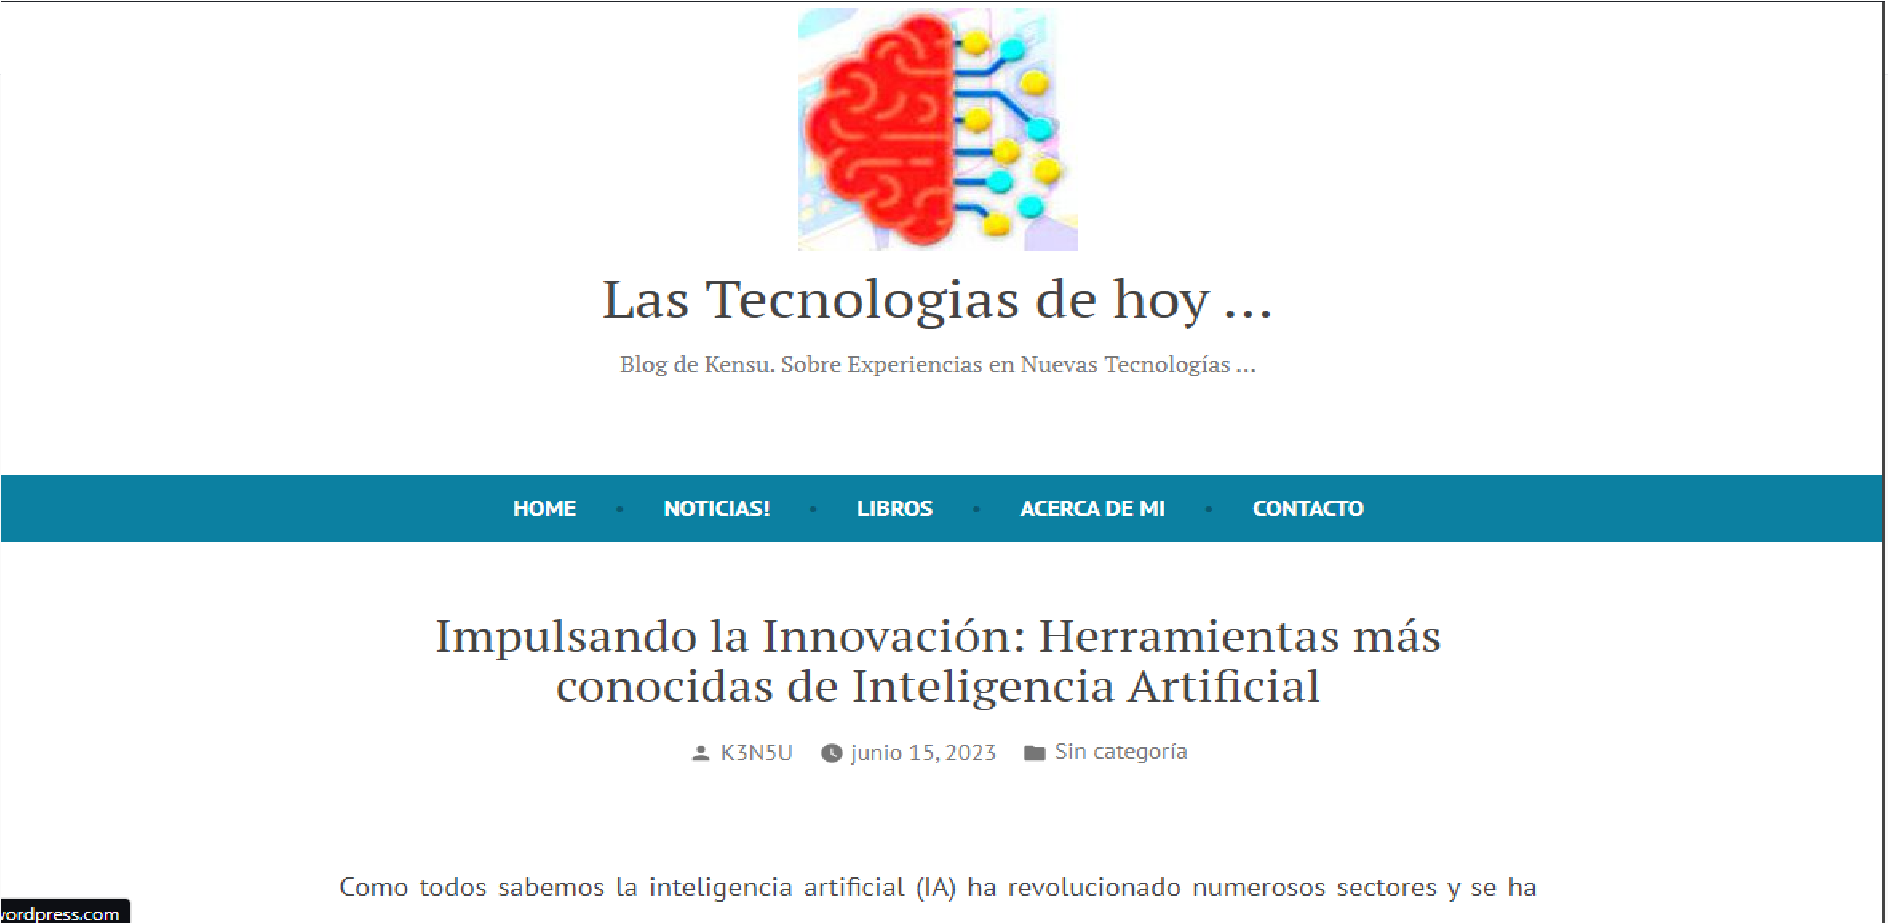 Las Tecnologias de hoy ...
Blog de Kensu. Sobre Experiencias en Nuevas Tecnologías ...
HOME • NOTICIAS! • LIBROS • ACERCA DE MI • CONTACTO
Impulsando la Innovación: Herramientas más
conocidas de Inteligencia Artificial
K3N5U junio 15, 2023 Sin categoría
Como todos sabemos la inteligencia artificial (IA) ha revolucionado numerosos sectores y se ha
wordpress.com